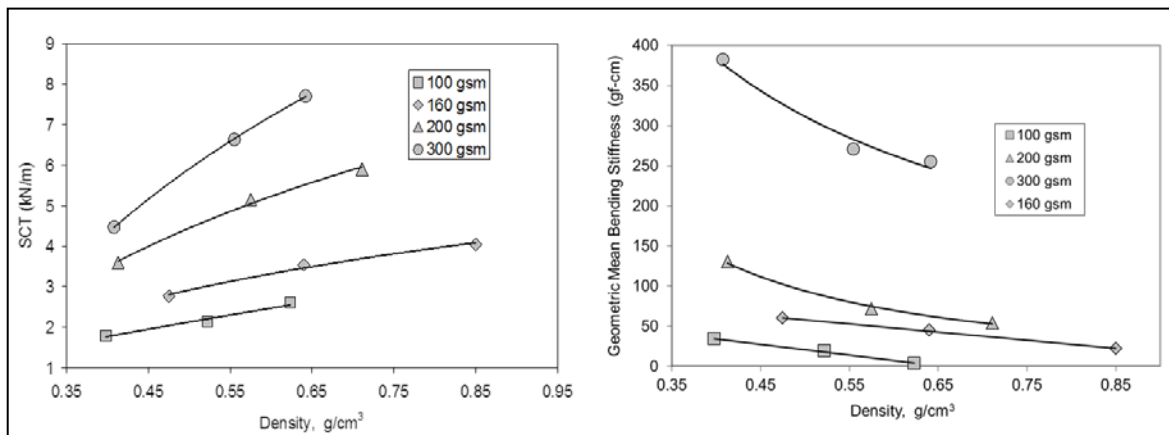 SCT (kN/m)
9
8
7
6
5
4
3
2
1
0.35 0.45 0.55 0.65 0.75 0.85 0.95
Density, g/cm³
100 gsm
160 gsm
200 gsm
300 gsm
Geometric Mean Bending Stiffness (gf-cm)
400
350
300
250
200
150
100
50
0
0.35 0.45 0.55 0.65 0.75 0.85
Density, g/cm³
100 gsm
200 gsm
300 gsm
160 gsm